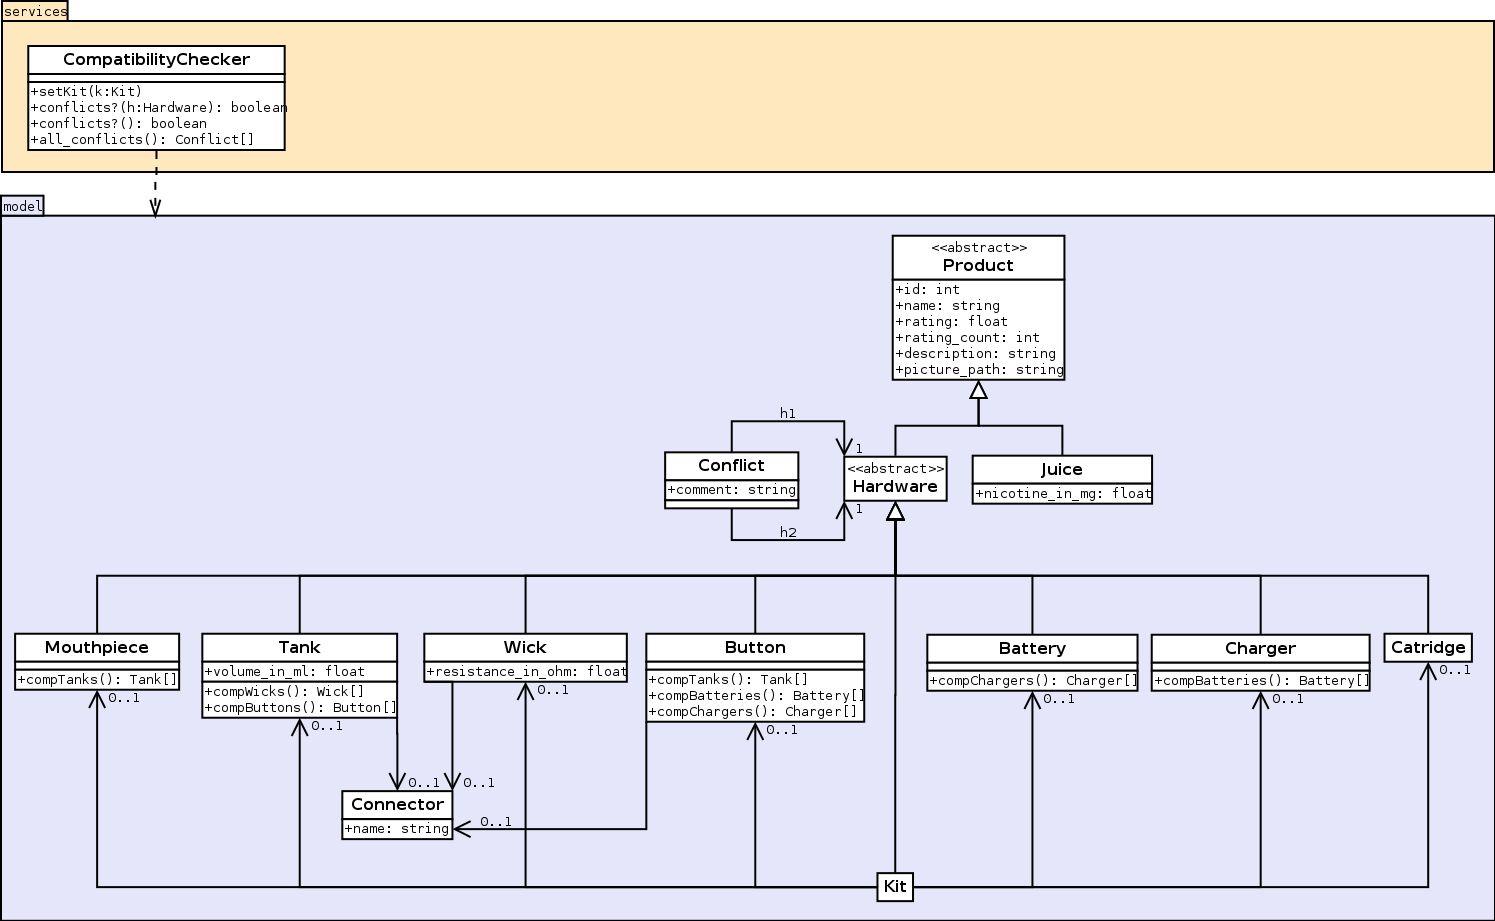 services
CompatibilityChecker
+setKit(k:Kit)
+conflicts?(h:Hardware): boolean
+conflicts?(): boolean
+all_conflicts(): Conflict[]
model
<<abstract>>
Product
+id: int
+name: string
+rating: float
+rating_count: int
+description: string
+picture_path: string
h1
1
Conflict
+comment: string
<<abstract>>
Hardware
Juice
+nicotine_in_mg: float
1
h2
Mouthpiece
+compTanks(): Tank[]
0..1
Tank
+volume_in_ml: float
+compWicks(): Wick[]
+compButtons(): Button[]
0..1
Wick
+resistance_in_ohm: float
0..1
Button
+compTanks(): Tank[]
+compBatteries(): Battery[]
+compChargers(): Charger[]
0..1
Battery
+compChargers(): Charger[]
0..1
Charger
+compBatteries(): Battery[]
0..1
Catridge
0..1
0..1
0..1
Connector
+name: string
0..1
Kit